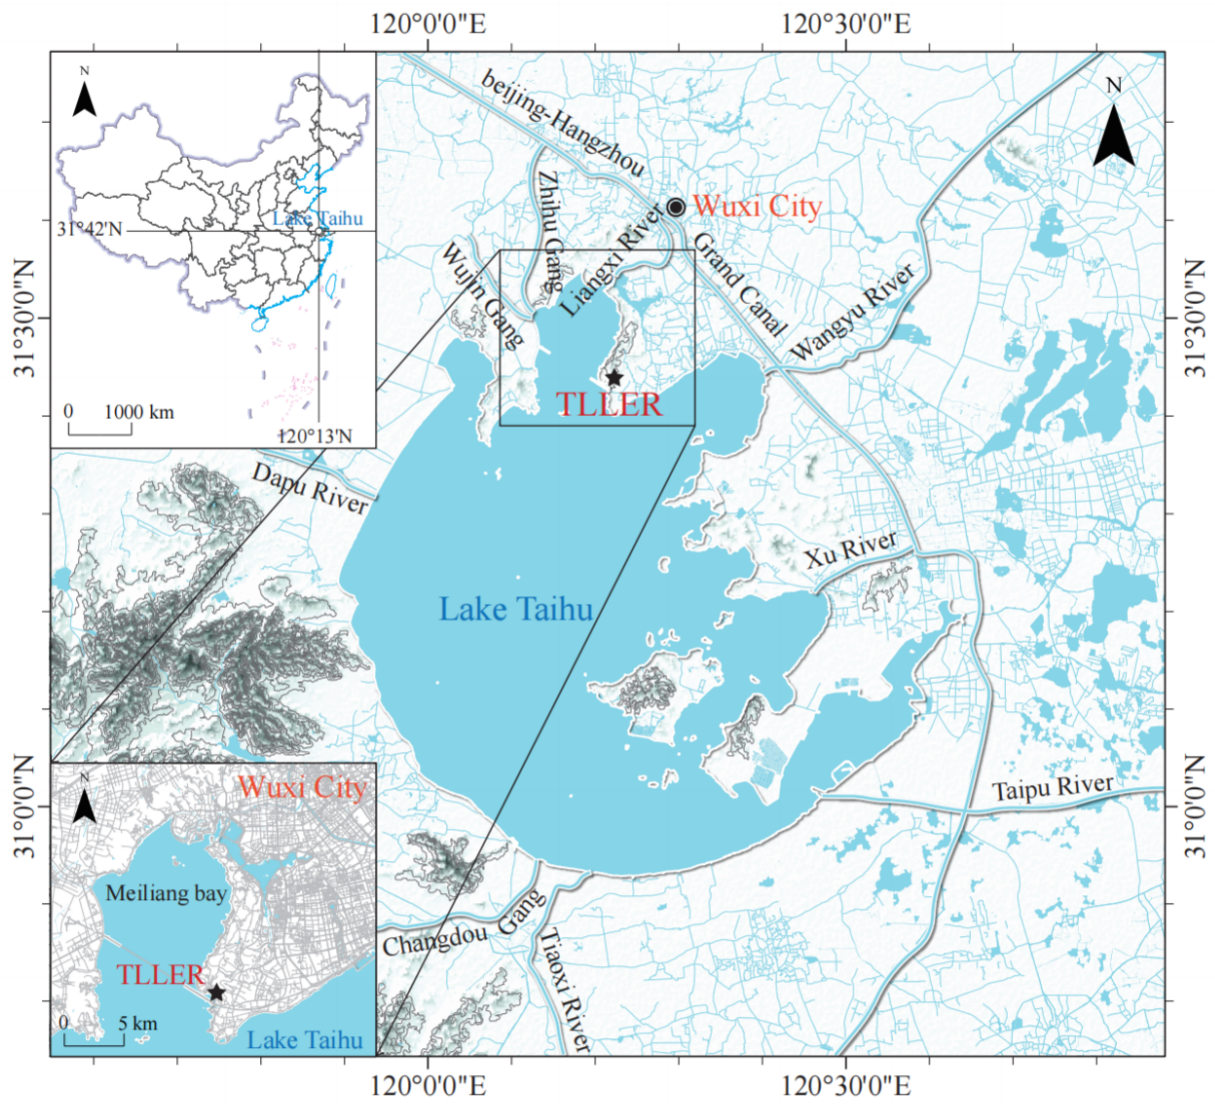 120°0'0"E
120°30'0"E
N
Lake Taihu
31°42'N
0 1000 km
120°13'N
N
beijing-Hangzhou
Zhihu Gang
Wuxi City
Liangxi River
Wujin Gang
Grand Canal
Wangyu River
31°30'0"N
31°30'0"N
TLLER
Dapu River
Xu River
Lake Taihu
Taipu River
31°0'0"N
31°0'0"N
N
Wuxi City
Meiliang bay
TLLER
0 5 km
Lake Taihu
Changdou Gang
Tiaoxi River
120°0'0"E
120°30'0"E